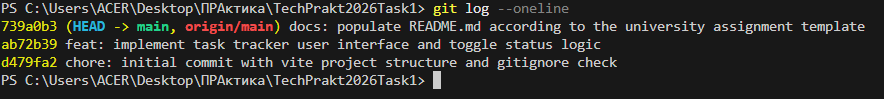 PS C:\Users\ACER\Desktop\ПРАктика\TechPrakt2026Task1> git log --oneline
739a0b3 (HEAD -> main, origin/main) docs: populate README.md according to the university assignment template
ab72b39 feat: implement task tracker user interface and toggle status logic
d479fa2 chore: initial commit with vite project structure and gitignore check
PS C:\Users\ACER\Desktop\ПРАктика\TechPrakt2026Task1>